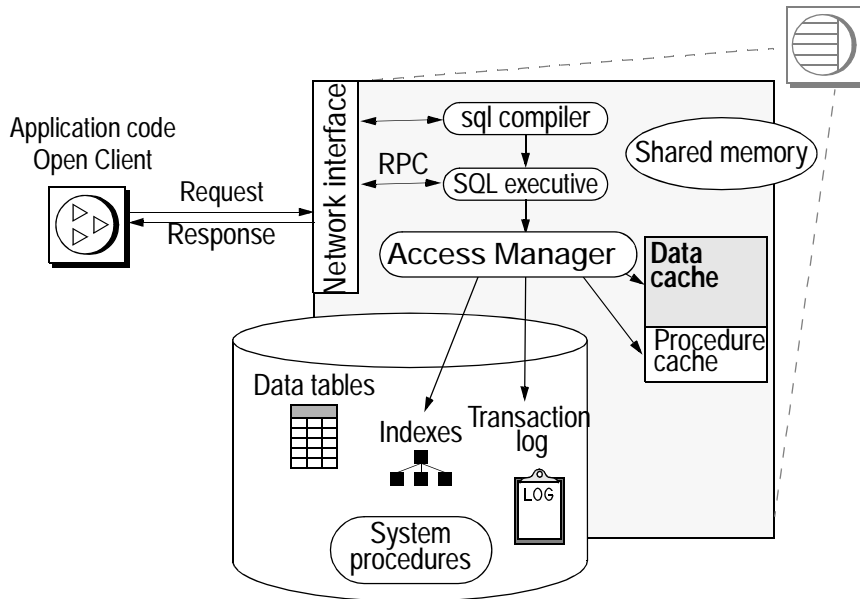 Application code
Open Client
Request
Response
Network interface
sql compiler
RPC
SQL executive
Shared memory
Access Manager
Data
cache
Procedure
cache
Data tables
Indexes
Transaction
log
LOG
System
procedures